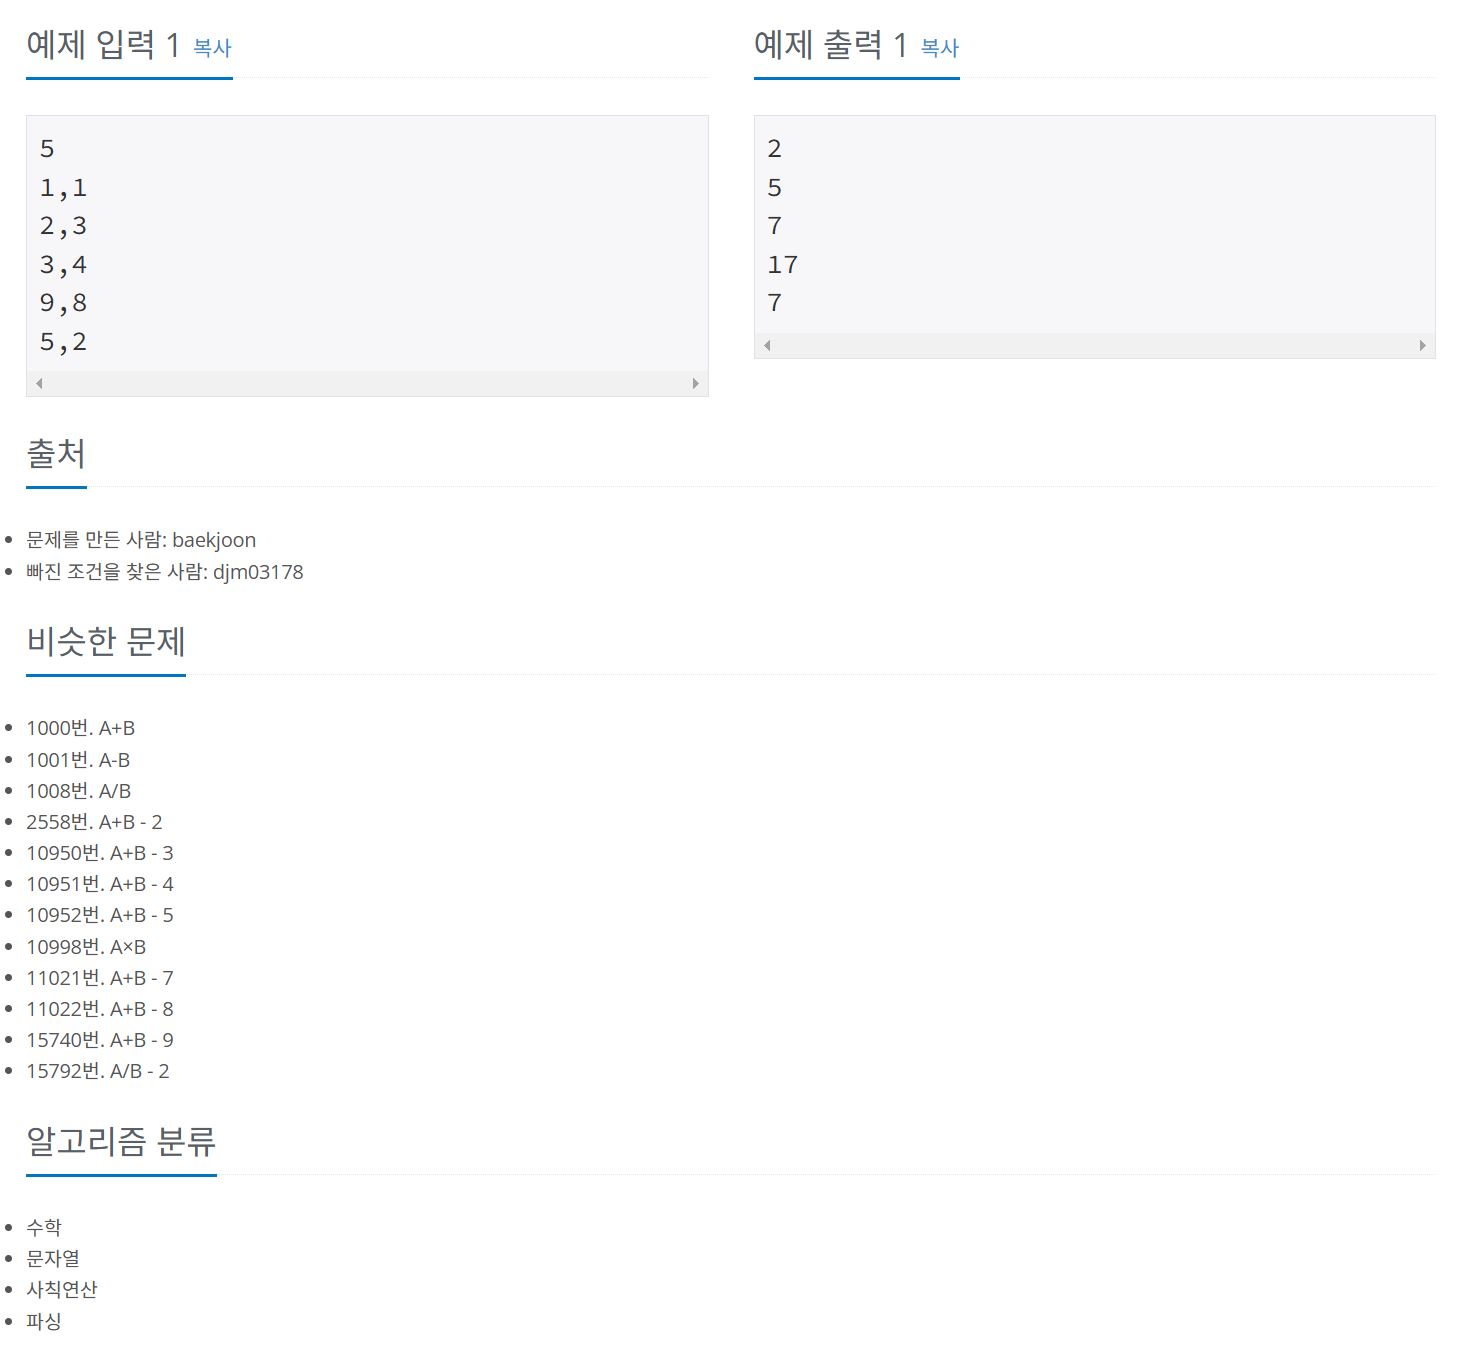 예제 입력 1 복사
5
1,1
2,3
3,4
9,8
5,2
예제 출력 1 복사
2
5
7
17
7
출처
문제를 만든 사람: baekjoon
빠진 조건을 찾은 사람: djm03178
비슷한 문제
1000번. A+B
1001번. A-B
1008번. A/B
2558번. A+B - 2
10950번. A+B - 3
10951번. A+B - 4
10952번. A+B - 5
10998번. A×B
11021번. A+B - 7
11022번. A+B - 8
15740번. A+B - 9
15792번. A/B - 2
알고리즘 분류
수학
문자열
사칙연산
파싱